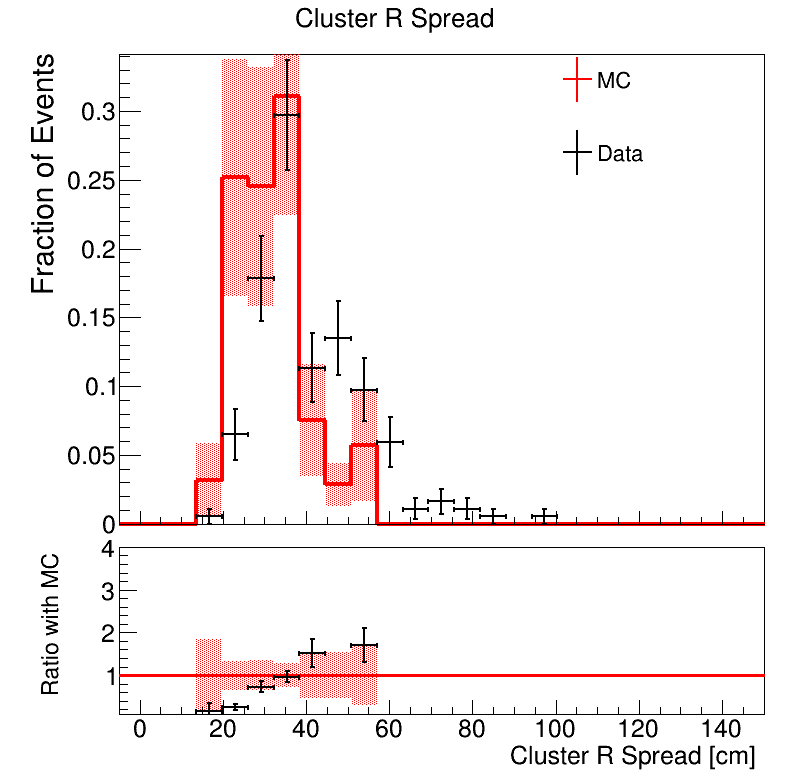 Cluster R Spread
Fraction of Events
0.3
0.25
0.2
0.15
0.1
0.05
0
MC
Data
Ratio with MC
4
3
2
1
0 20 40 60 80 100 120 140
Cluster R Spread [cm]